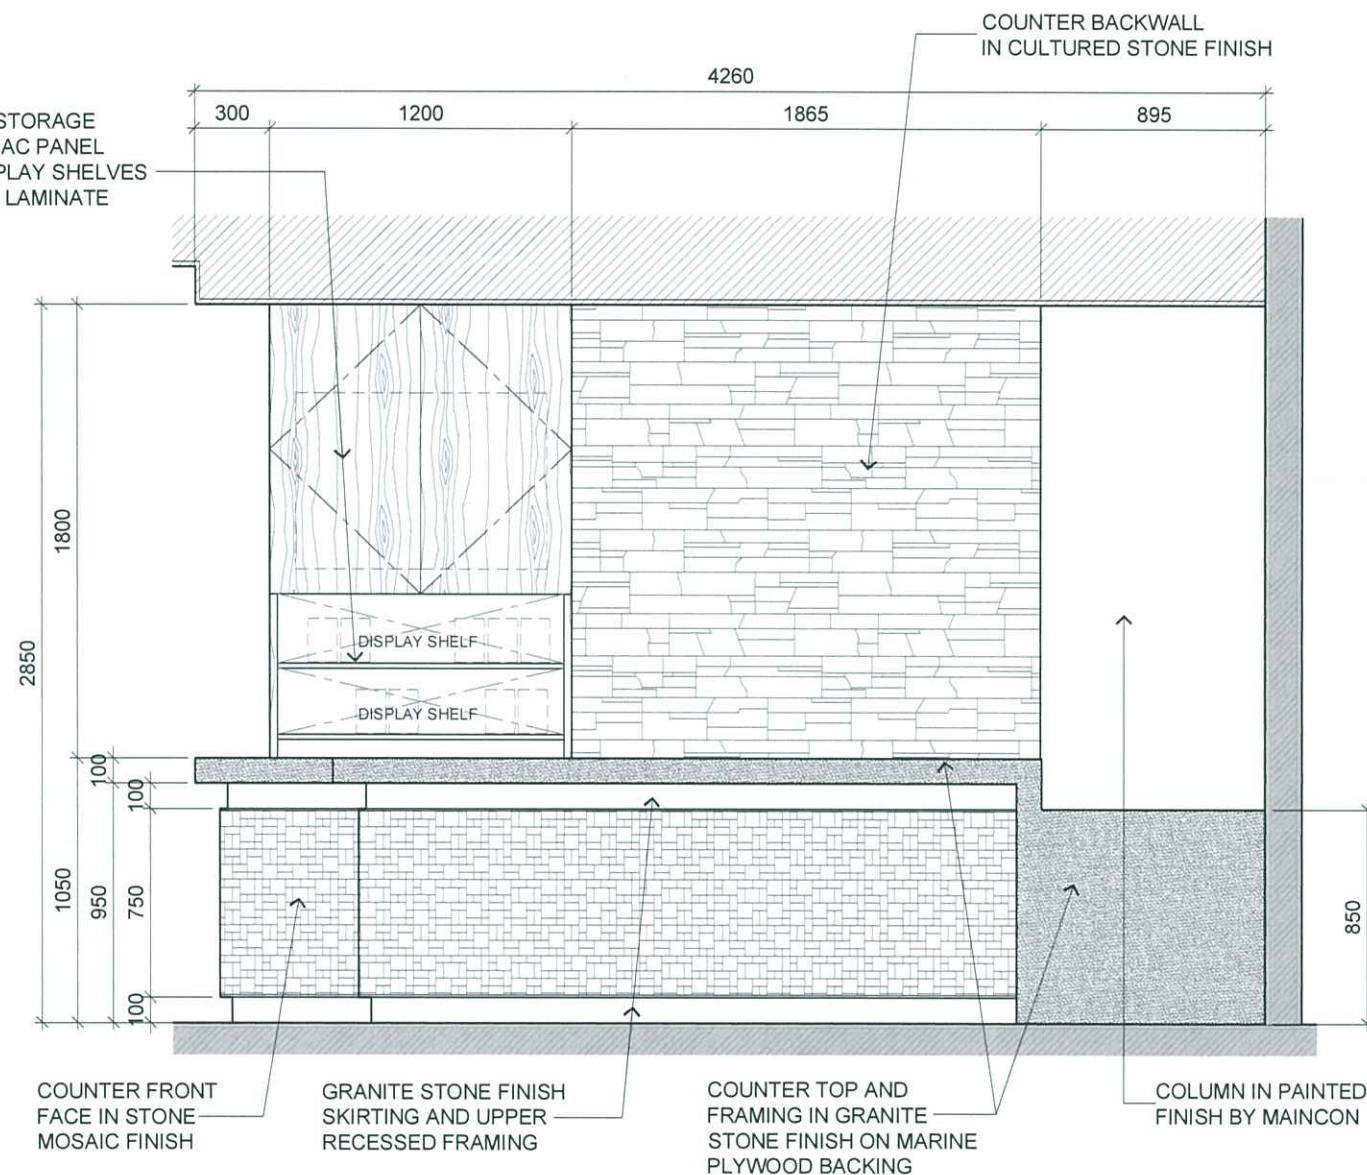 COUNTER BACKWALL
IN CULTURED STONE FINISH
4260
300 1200 1865 895
STORAGE
AC PANEL
PLAY SHELVES
LAMINATE
1800
2850
DISPLAY SHELF
DISPLAY SHELF
100
100
1050
950
750
100
850
COUNTER FRONT
FACE IN STONE
MOSAIC FINISH
GRANITE STONE FINISH
SKIRTING AND UPPER
RECESSED FRAMING
COUNTER TOP AND
FRAMING IN GRANITE
STONE FINISH ON MARINE
PLYWOOD BACKING
COLUMN IN PAINTED
FINISH BY MAINCON